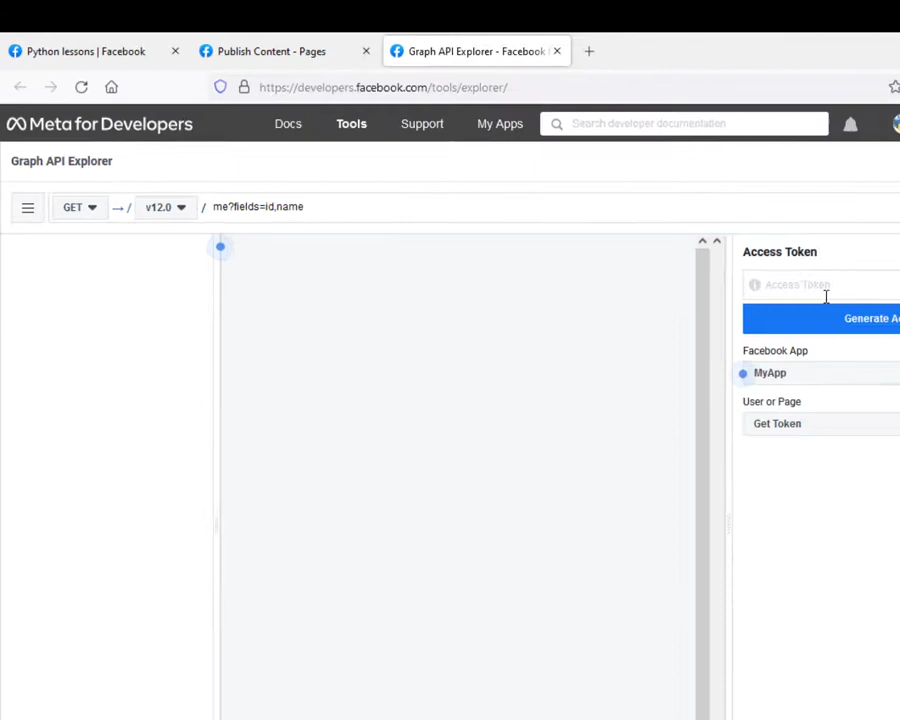 Python lessons | Facebook
Publish Content - Pages
Graph API Explorer - Facebook
https://developers.facebook.com/tools/explorer/
Meta for Developers
Docs
Tools
Support
My Apps
Search developer documentation
Graph API Explorer
GET
→ /
v12.0
/
me?fields=id,name
Access Token
Access Token
Generate Ac
Facebook App
MyApp
User or Page
Get Token